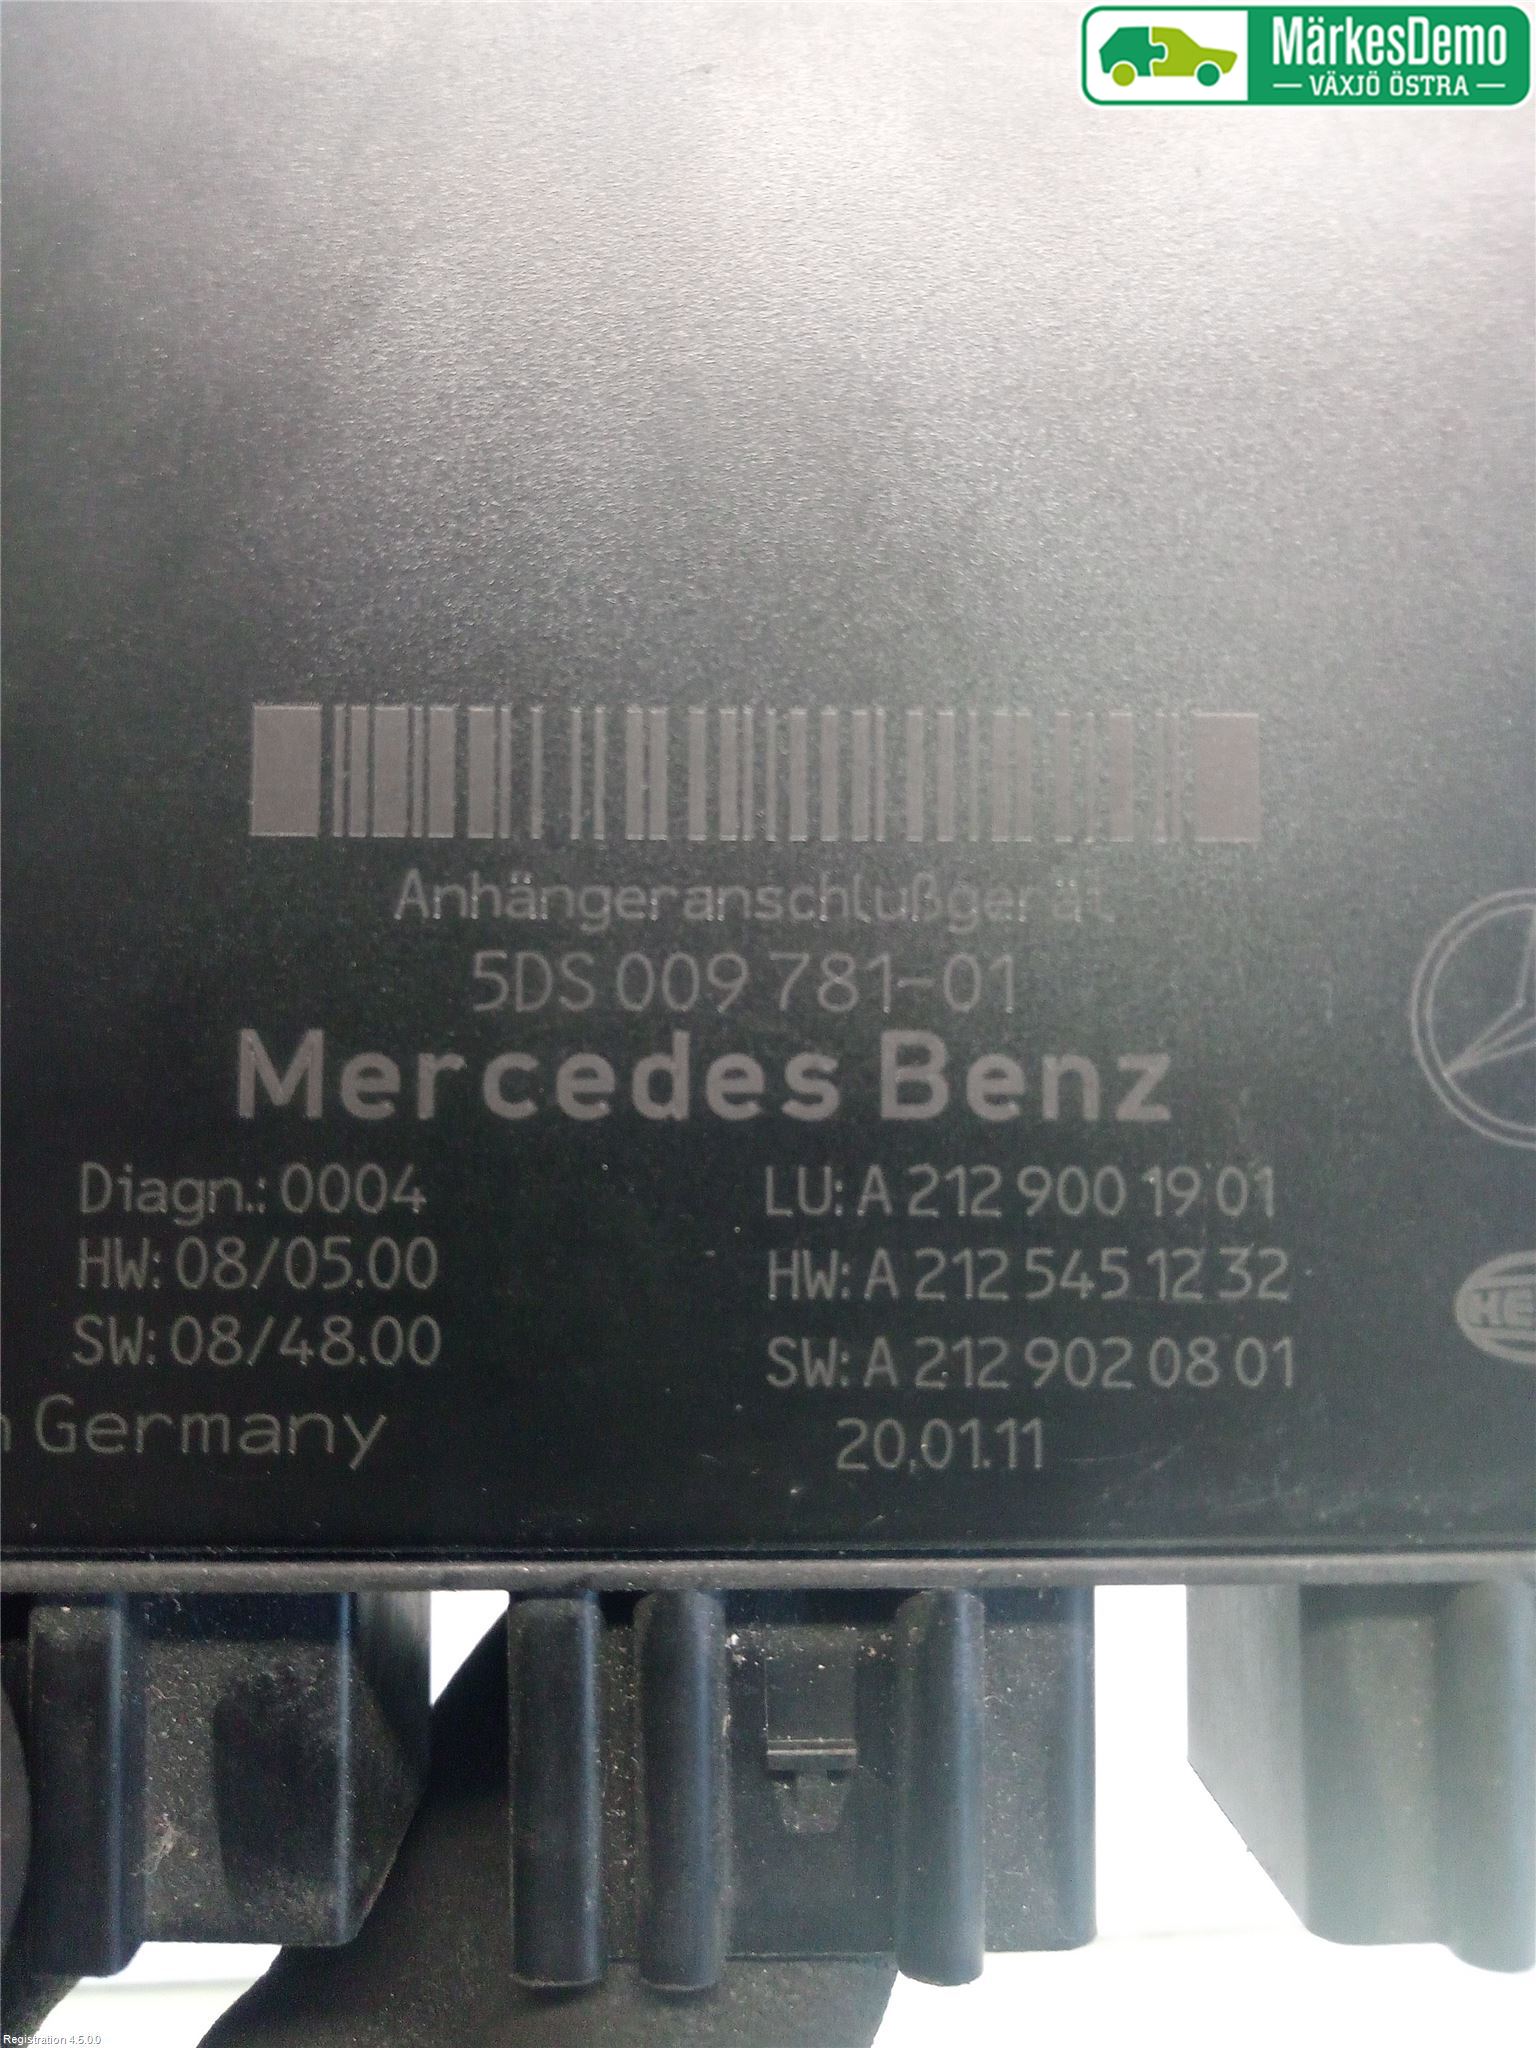 MärkesDemo
VÄXJÖ ÖSTRA
Anhängeranschlußgerät
5DS 009 781-01
Mercedes Benz
Diagn.: 0004
HW: 08/05.00
SW: 08/48.00
LU: A 212 900 19 01
HW: A 212 545 12 32
SW: A 212 902 08 01
Germany
20.01.11
Registration 4.5.0.0